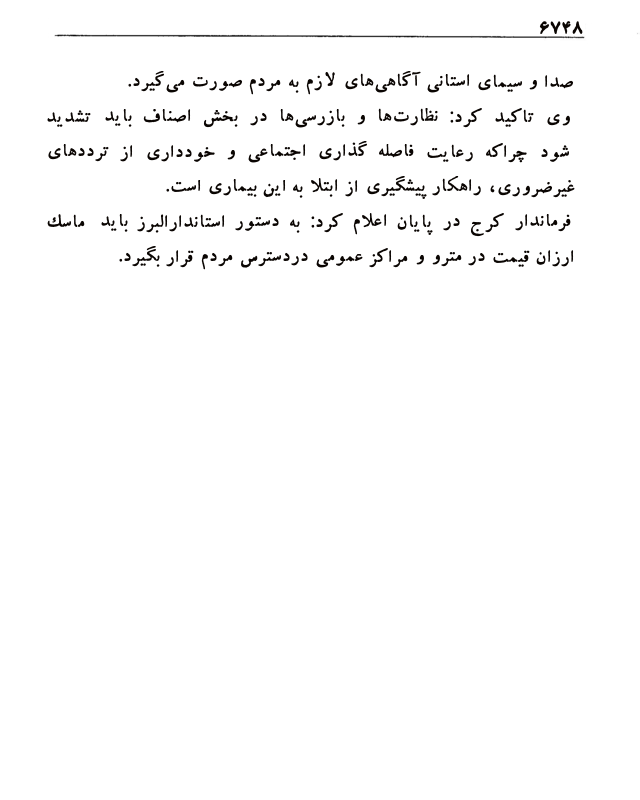 ۶۷۴۸
صدا و سیمای استانی آگاهی‌های لازم به مردم صورت می‌گیرد.
وی تاکید کرد: نظارت‌ها و بازرسی‌ها در بخش اصناف باید تشدید
شود چراکه رعایت فاصله گذاری اجتماعی و خودداری از ترددهای
غیرضروری، راهکار پیشگیری از ابتلا به این بیماری است.
فرماندار کرج در پایان اعلام کرد: به دستور استاندارالبرز باید ماسک
ارزان قیمت در مترو و مراکز عمومی دردسترس مردم قرار بگیرد.